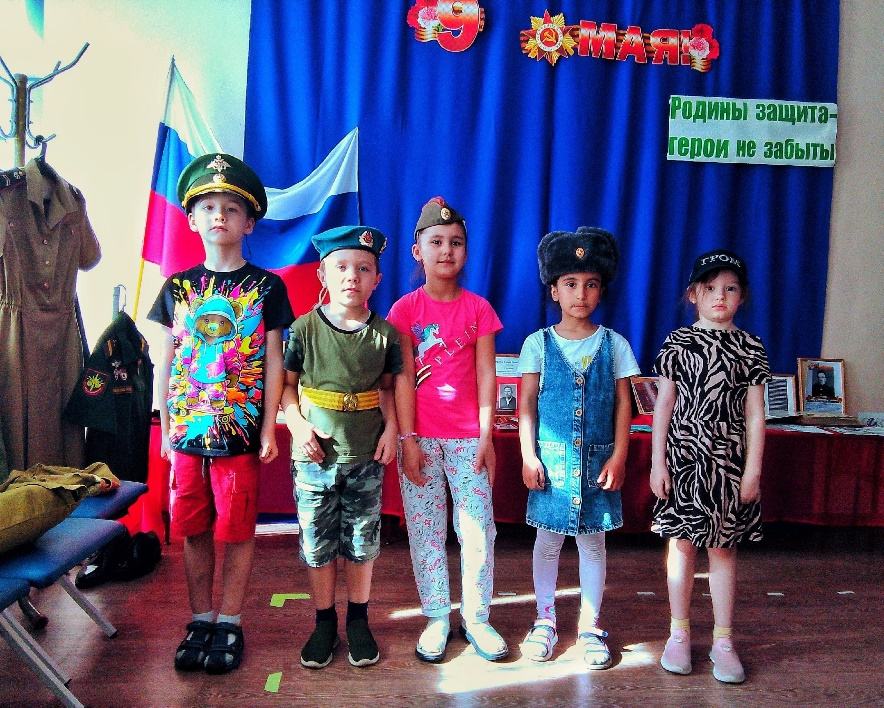 9 МАЯ!
Родины защита-
герои не забыты
ГРОМ
PLEIN